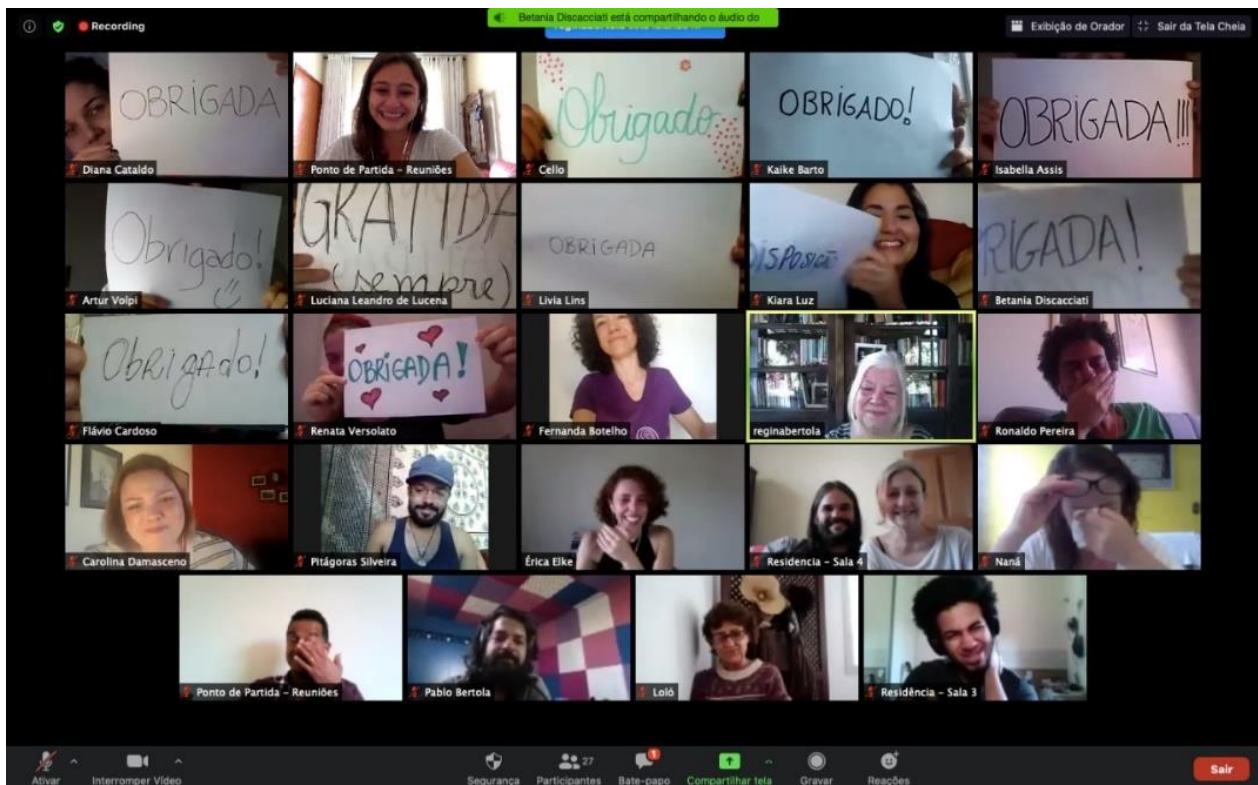 Betania Discacciati está compartilhando o áudio do
Recording
Exibição de Orador
Sair da Tela Cheia
OBRIGADA
Diana Cataldo
Ponto de Partida - Reuniões
Obrigado
Cello
OBRIGADO!
Kaike Barto
OBRIGADA!!!
Isabella Assis
Obrigado!
Artur Volpi
GRATIDA
(sempre)
Luciana Leandro de Lucena
OBRIGADA
Livia Lins
DISPOSIÇÃO
Kiara Luz
RIGADA!
Betania Discacciati
Obrigado!
Flávio Cardoso
OBRIGADA!
Renata Versolato
Fernanda Botelho
reginabertola
Ronaldo Pereira
Carolina Damasceno
Pitágoras Silveira
Érica Elke
Residencia - Sala 4
Naná
Ponto de Partida - Reuniões
Pablo Bertola
Loló
Residência - Sala 3
Ativar
Interromper Vídeo
Segurança
Participantes
27
Bate-papo
1
Compartilhar tela
Gravar
Reações
Sair